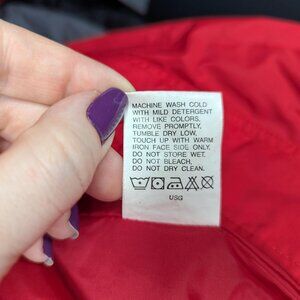 MACHINE WASH COLD
WITH MILD DETERGENT
WITH LIKE COLORS,
REMOVE PROMPTLY,
TUMBLE DRY LOW,
TOUCH UP WITH WARM
IRON FACE SIDE ONLY.
DO NOT STORE WET.
DO NOT BLEACH.
DO NOT DRY CLEAN.
USG